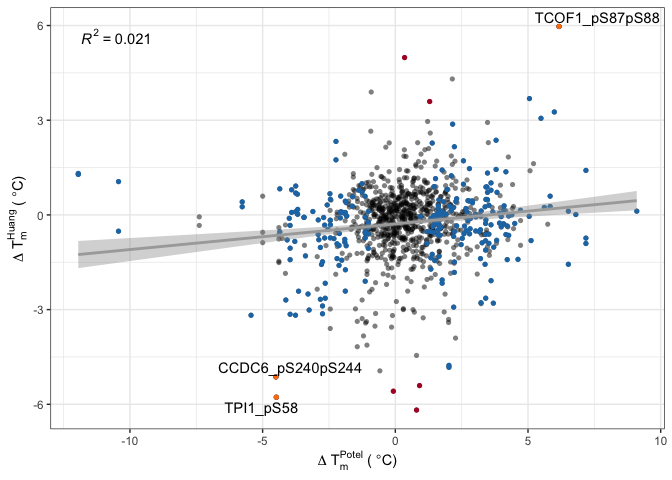 TCOF1_pS87pS88
R² = 0.021
6
3
0
-3
-6
Δ T_m^Huang ( °C)
CCDC6_pS240pS244
TPI1_pS58
-10 -5 0 5 10
Δ T_m^Potel ( °C)